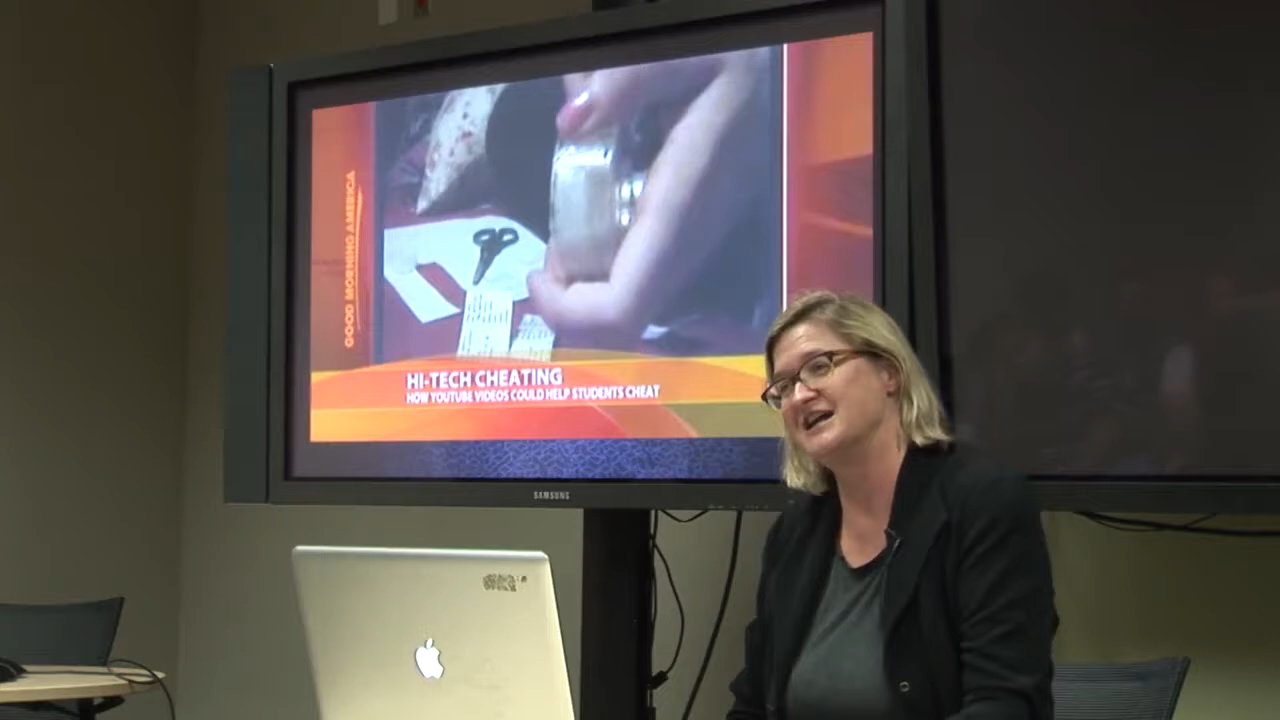 GOOD MORNING AMERICA
HI-TECH CHEATING
HOW YOUTUBE VIDEOS COULD HELP STUDENTS CHEAT
SAMSUNG